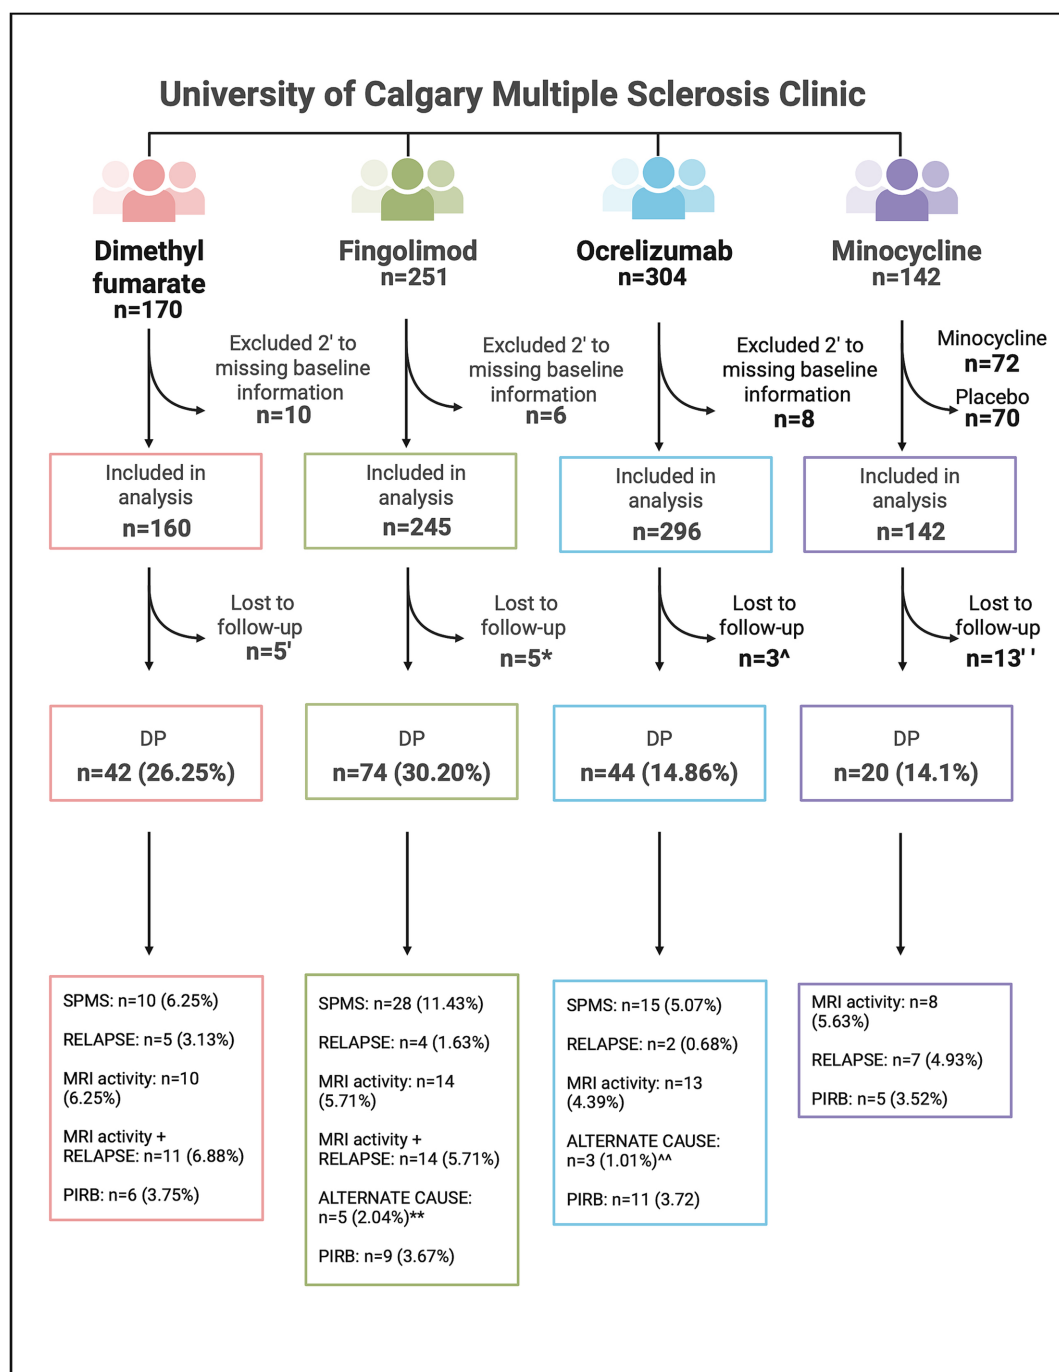 University of Calgary Multiple Sclerosis Clinic
Dimethyl
fumarate
n=170
Fingolimod
n=251
Ocrelizumab
n=304
Minocycline
n=142
Excluded 2' to
missing baseline
information
n=10
Excluded 2' to
missing baseline
information
n=6
Excluded 2' to
missing baseline
information
n=8
Minocycline
n=72
Placebo
n=70
Included in
analysis
n=160
Included in
analysis
n=245
Included in
analysis
n=296
Included in
analysis
n=142
Lost to
follow-up
n=5'
Lost to
follow-up
n=5*
Lost to
follow-up
n=3^
Lost to
follow-up
n=13' '
DP
n=42 (26.25%)
DP
n=74 (30.20%)
DP
n=44 (14.86%)
DP
n=20 (14.1%)
SPMS: n=10 (6.25%)
RELAPSE: n=5 (3.13%)
MRI activity: n=10
(6.25%)
MRI activity +
RELAPSE: n=11 (6.88%)
PIRB: n=6 (3.75%)
SPMS: n=28 (11.43%)
RELAPSE: n=4 (1.63%)
MRI activity: n=14
(5.71%)
MRI activity +
RELAPSE: n=14 (5.71%)
ALTERNATE CAUSE:
n=5 (2.04%)**
PIRB: n=9 (3.67%)
SPMS: n=15 (5.07%)
RELAPSE: n=2 (0.68%)
MRI activity: n=13
(4.39%)
ALTERNATE CAUSE:
n=3 (1.01%)^^
PIRB: n=11 (3.72)
MRI activity: n=8
(5.63%)
RELAPSE: n=7 (4.93%)
PIRB: n=5 (3.52%)